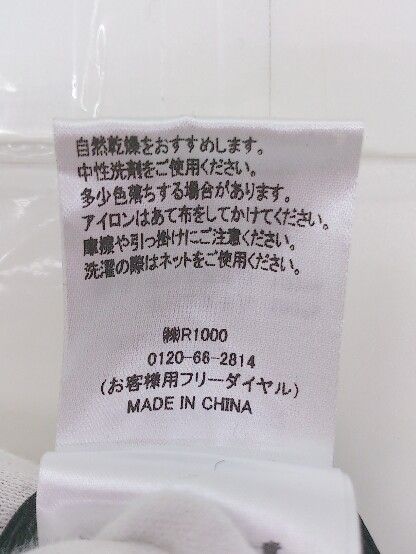 自然乾燥をおすすめします。
中性洗剤をご使用ください。
多少色落ちする場合があります。
アイロンはあて布をしてかけてください。
摩擦や引っ掛けにご注意ください。
洗濯の際はネットをご使用ください。
㈱R1000
0120-66-2814
(お客様用フリーダイヤル)
MADE IN CHINA